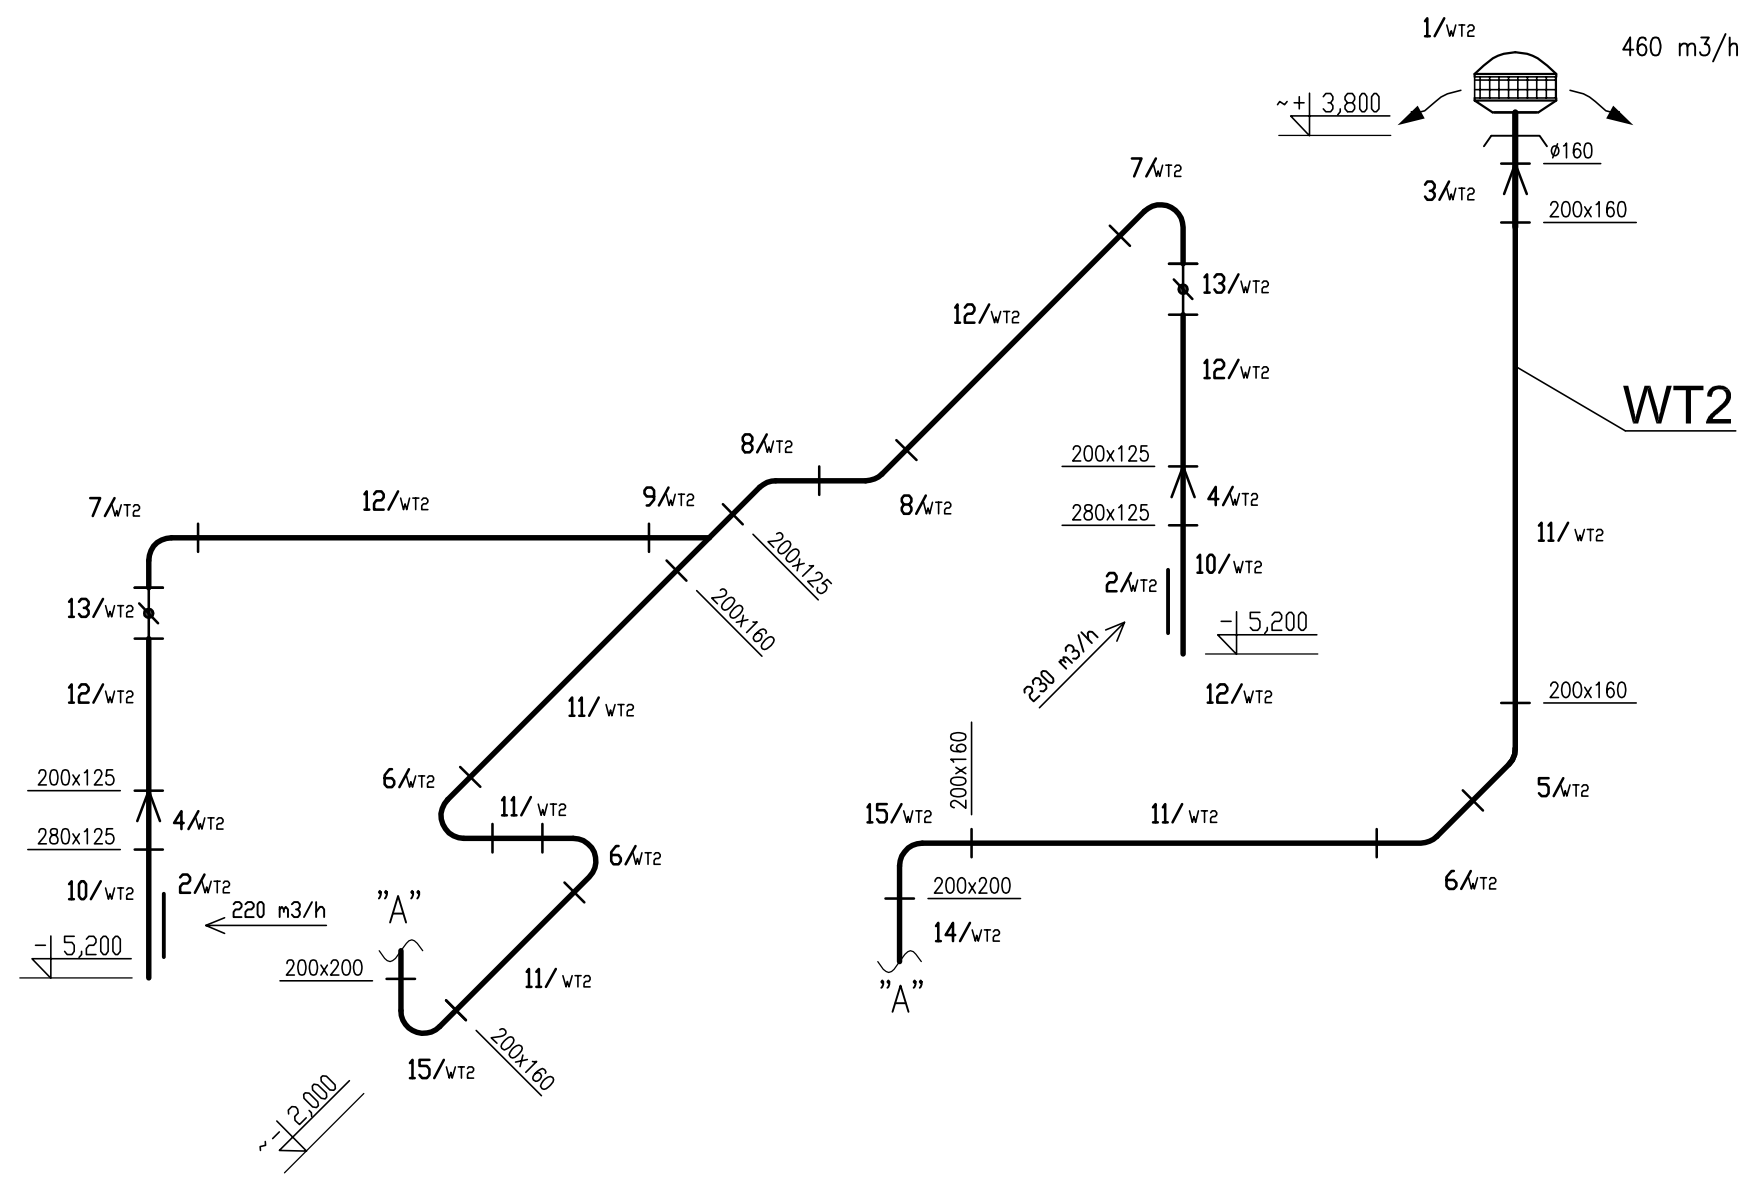 1/WT2
460 m3/h
~+ 3,800
ø160
7/WT2
3/WT2
200x160
13/WT2
12/WT2
12/WT2
WT2
8/WT2
200x125
7/WT2
12/WT2
9/WT2
8/WT2
4/WT2
280x125
11/WT2
200x125
10/WT2
2/WT2
13/WT2
200x160
- 5,200
230 m3/h
12/WT2
12/WT2
200x160
11/WT2
200x160
200x125
6/WT2
11/WT2
5/WT2
4/WT2
15/WT2
11/WT2
280x125
6/WT2
10/WT2
2/WT2
"A"
200x200
6/WT2
220 m3/h
14/WT2
- 5,200
200x200
11/WT2
"A"
15/WT2
200x160
~ - 2,000